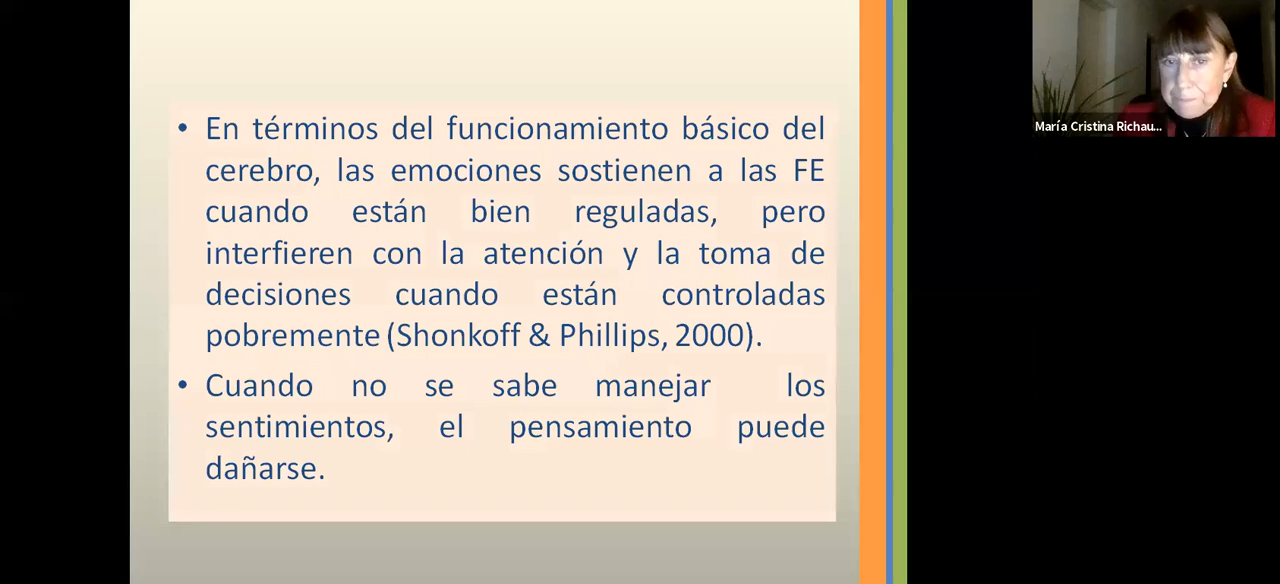 • En términos del funcionamiento básico del
cerebro, las emociones sostienen a las FE
cuando están bien reguladas, pero
interfieren con la atención y la toma de
decisiones cuando están controladas
pobremente (Shonkoff & Phillips, 2000).
• Cuando no se sabe manejar los
sentimientos, el pensamiento puede
dañarse.
María Cristina Richau...